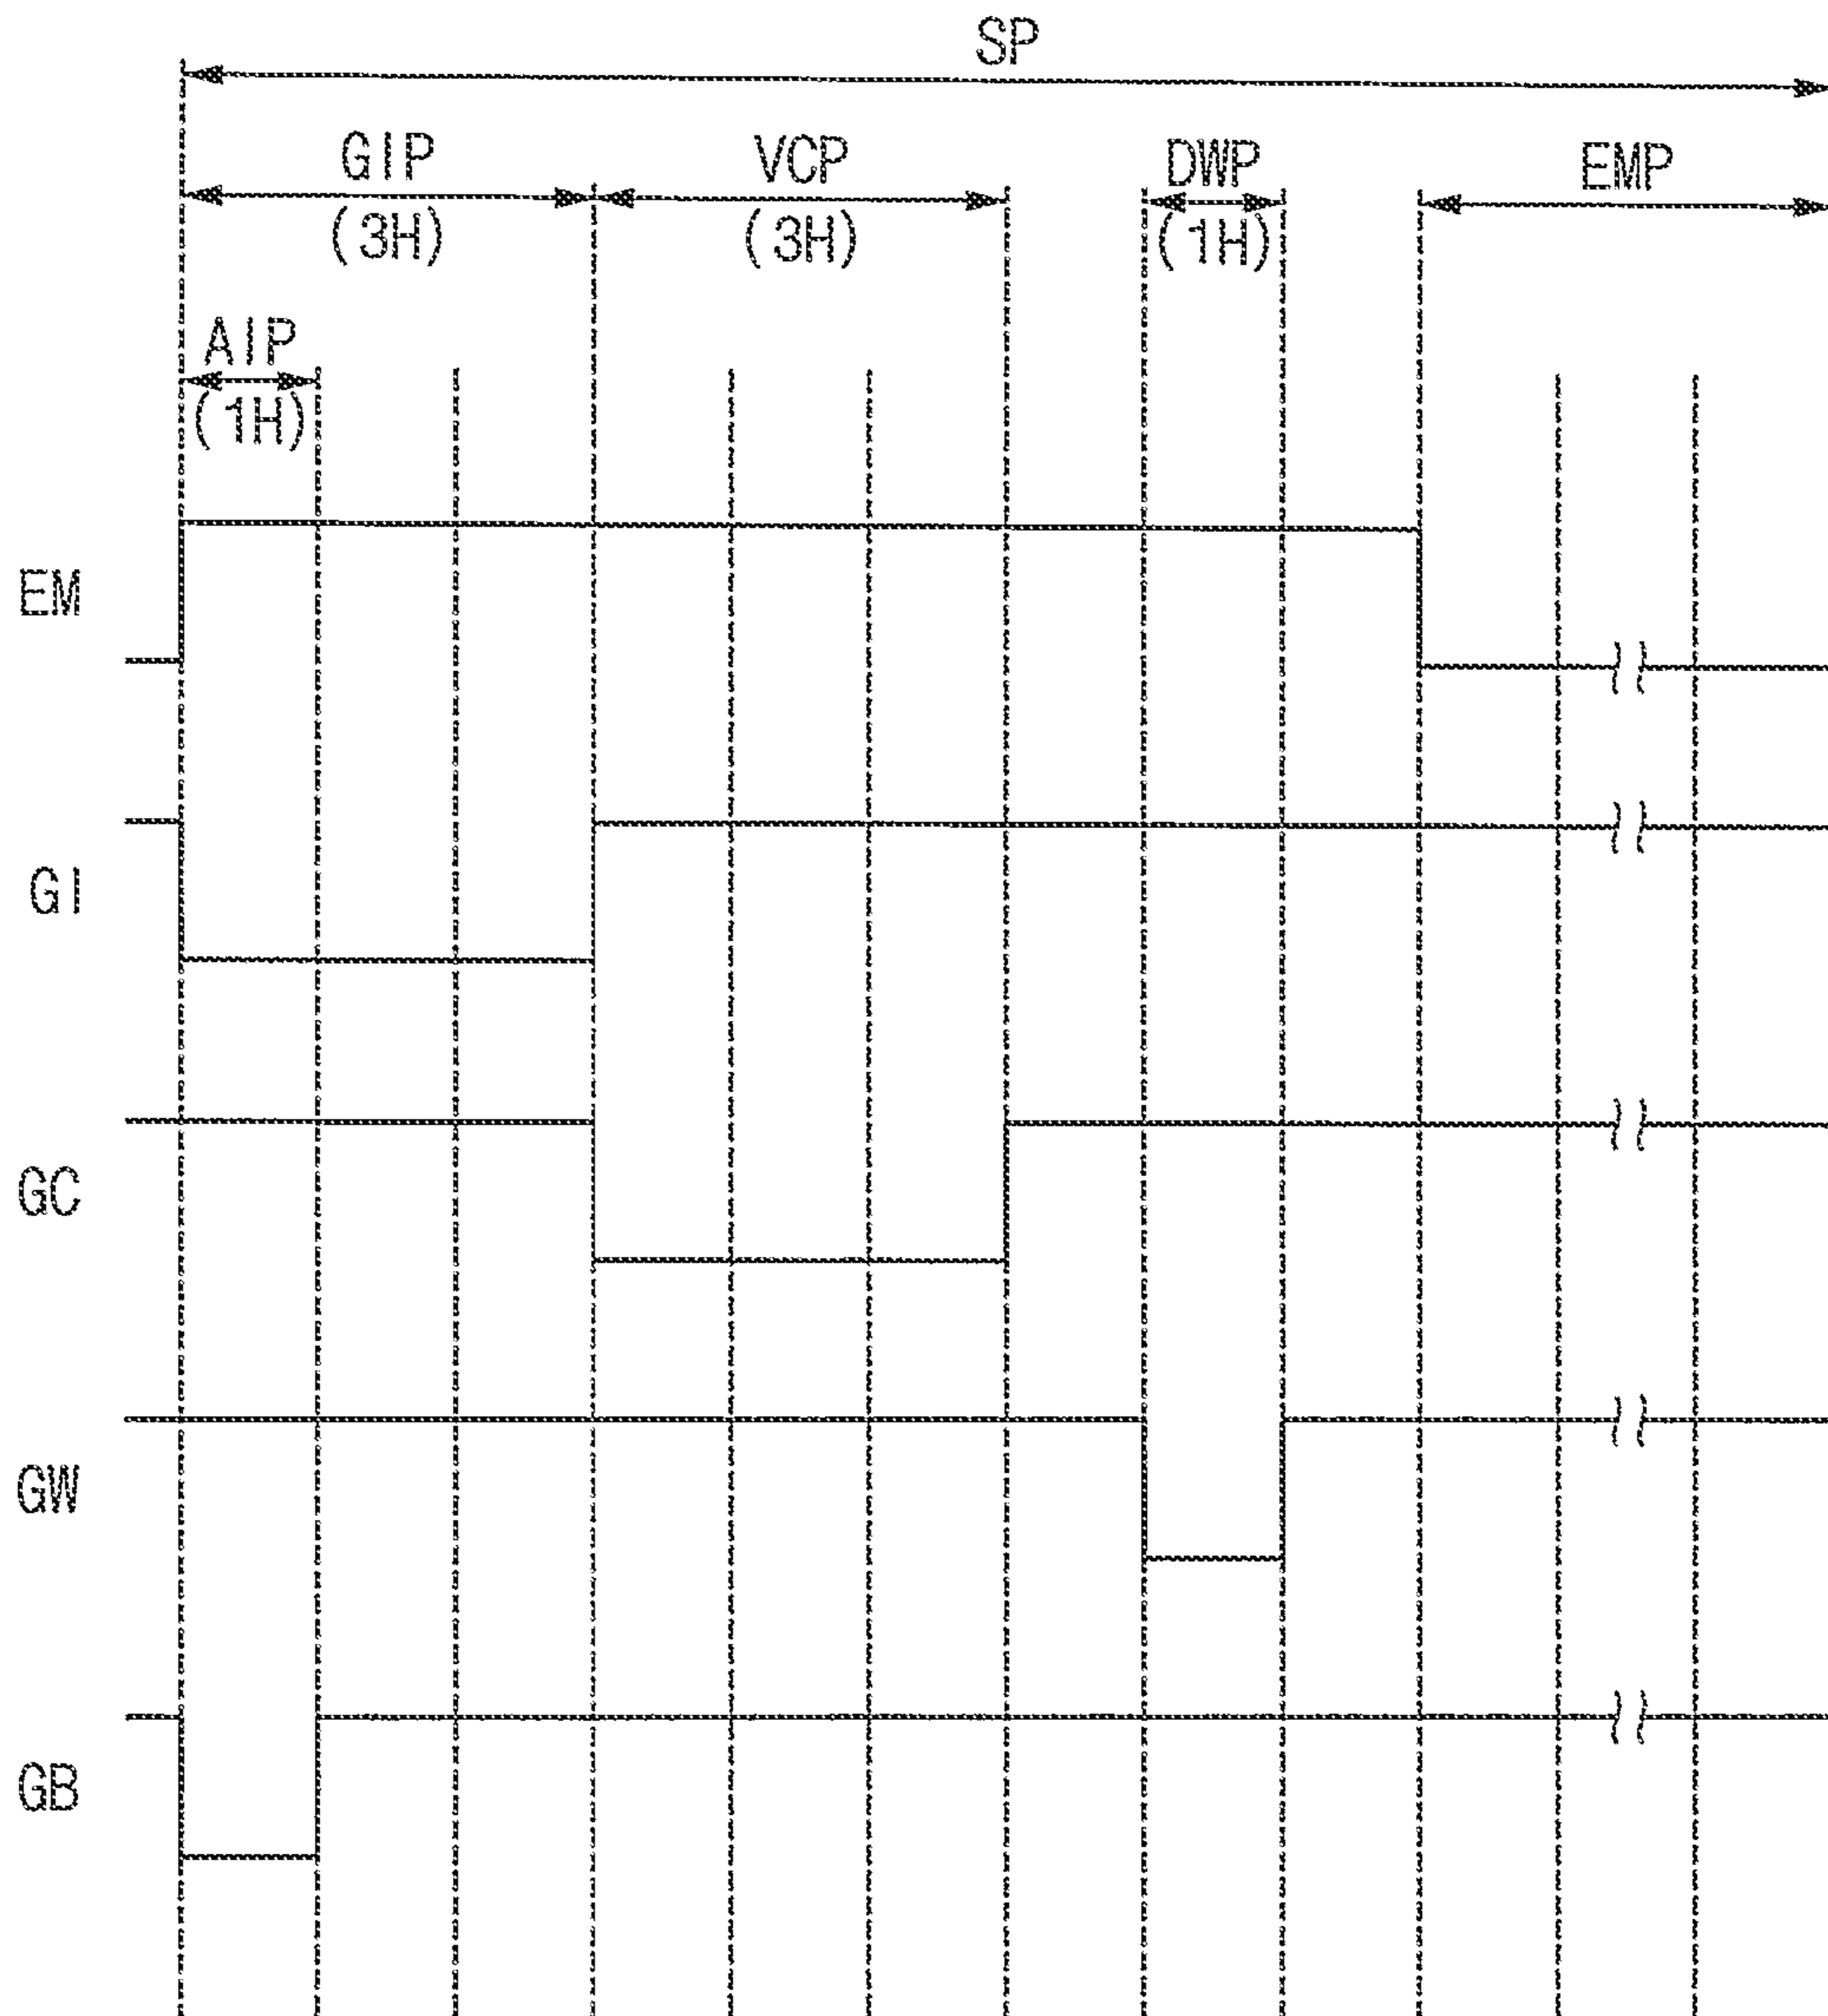 SP
GIP VCP DWP EMP
(3H) (3H) (1H)
AIP
(1H)
EM
GI
GC
GW
GB